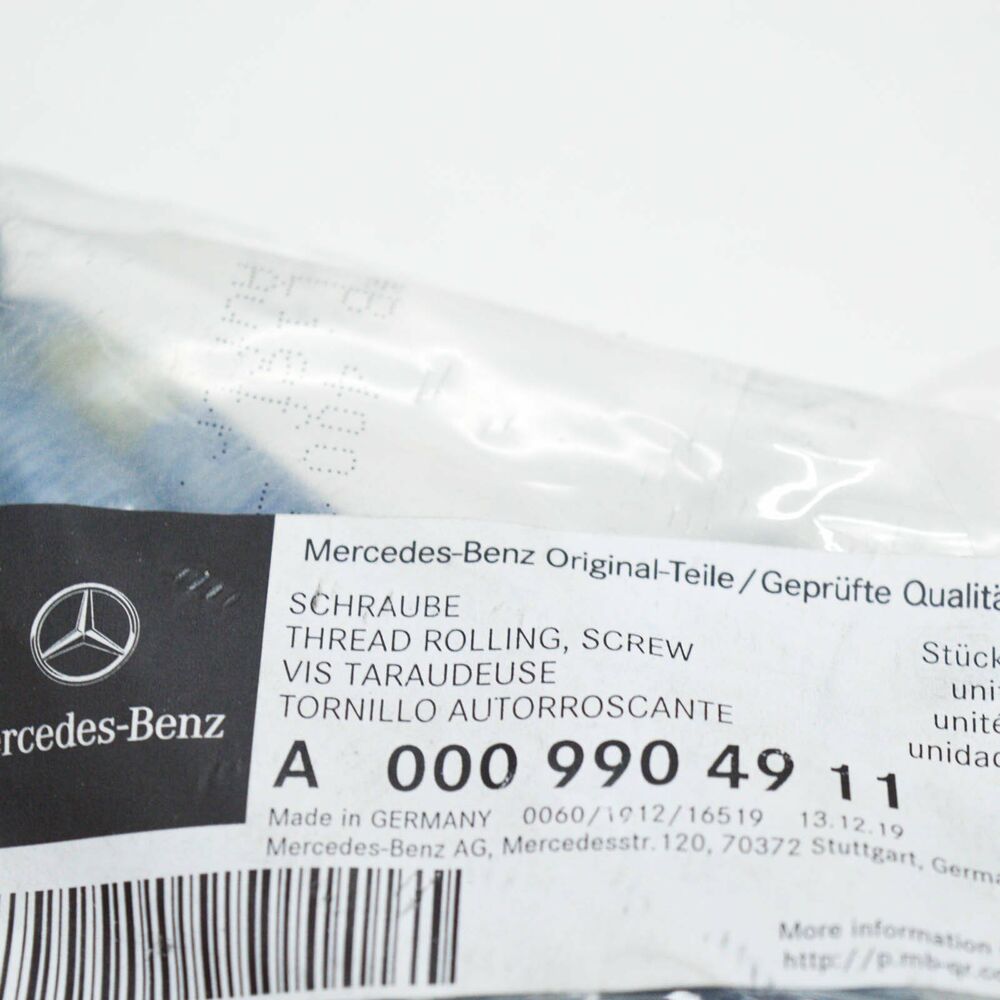 Mercedes-Benz Original-Teile / Geprüfte Qualitä
SCHRAUBE
THREAD ROLLING, SCREW
VIS TARAUDEUSE
TORNILLO AUTORROSCANTE
Stück
unit
unité
unidad
A 000 990 49 11
rcedes-Benz
Made in GERMANY 0060/1912/16519 13.12.19
Mercedes-Benz AG, Mercedesstr. 120, 70372 Stuttgart, Germa
More information
http://p.mb-qr.co